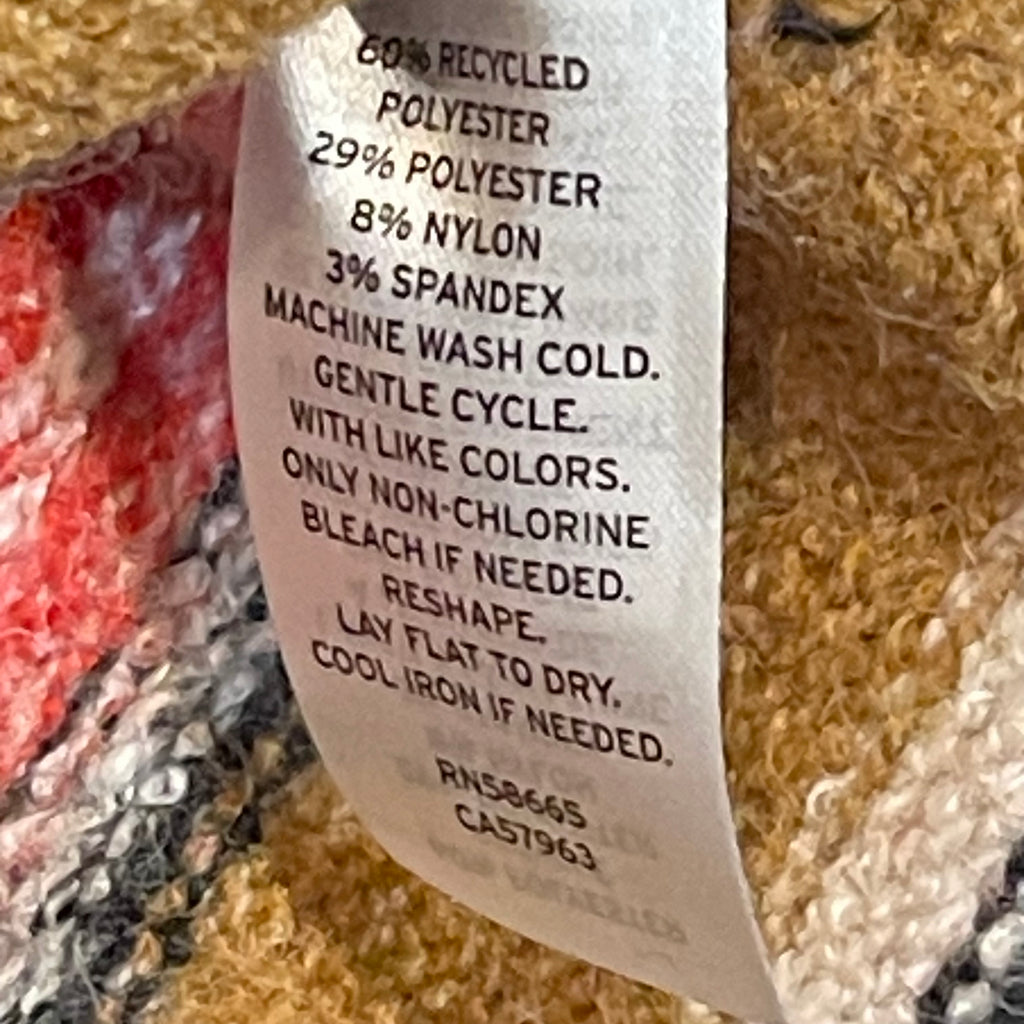 60% RECYCLED
POLYESTER
29% POLYESTER
8% NYLON
3% SPANDEX
MACHINE WASH COLD.
GENTLE CYCLE.
WITH LIKE COLORS.
ONLY NON-CHLORINE
BLEACH IF NEEDED.
RESHAPE.
LAY FLAT TO DRY.
COOL IRON IF NEEDED.
RN58665
CA57963